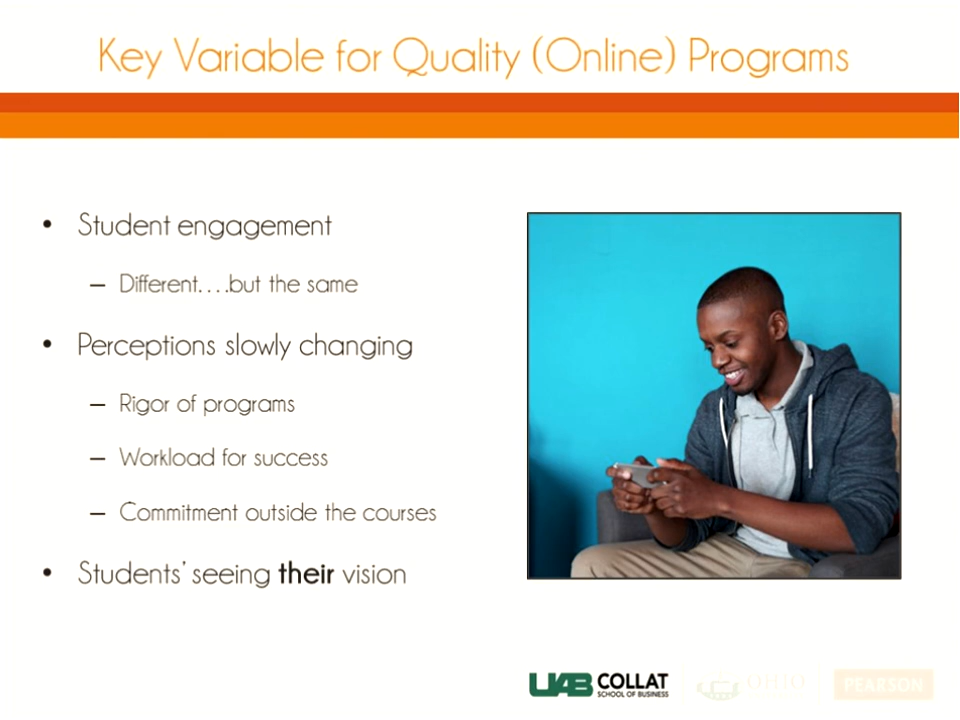 Key Variable for Quality (Online) Programs
• Student engagement
– Different. . . .but the same
• Perceptions slowly changing
– Rigor of programs
– Workload for success
– Commitment outside the courses
• Students’ seeing their vision
UAB COLLAT
SCHOOL OF BUSINESS
OHIO
PEARSON